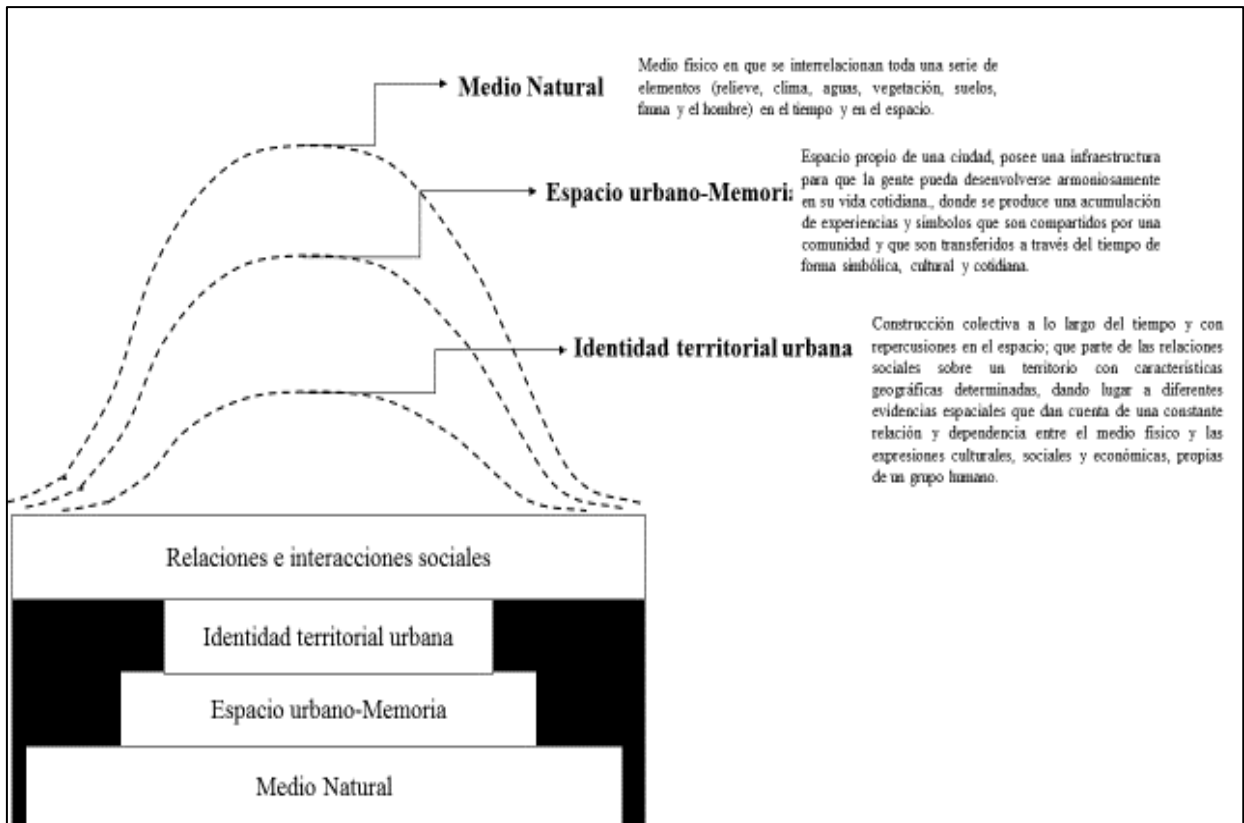 Medio Natural
Medio físico en que se interrelacionan toda una serie de
elementos (relieve, clima, aguas, vegetación, suelos,
fauna y el hombre) en el tiempo y en el espacio.
Espacio urbano-Memoria
Espacio propio de una ciudad, posee una infraestructura
para que la gente pueda desenvolverse armoniosamente
en su vida cotidiana., donde se produce una acumulación
de experiencias y símbolos que son compartidos por una
comunidad y que son transferidos a través del tiempo de
forma simbólica, cultural y cotidiana.
Identidad territorial urbana
Construcción colectiva a lo largo del tiempo y con
repercusiones en el espacio; que parte de las relaciones
sociales sobre un territorio con características
geográficas determinadas, dando lugar a diferentes
evidencias espaciales que dan cuenta de una constante
relación y dependencia entre el medio físico y las
expresiones culturales, sociales y económicas, propias
de un grupo humano.
Relaciones e interacciones sociales
Identidad territorial urbana
Espacio urbano-Memoria
Medio Natural